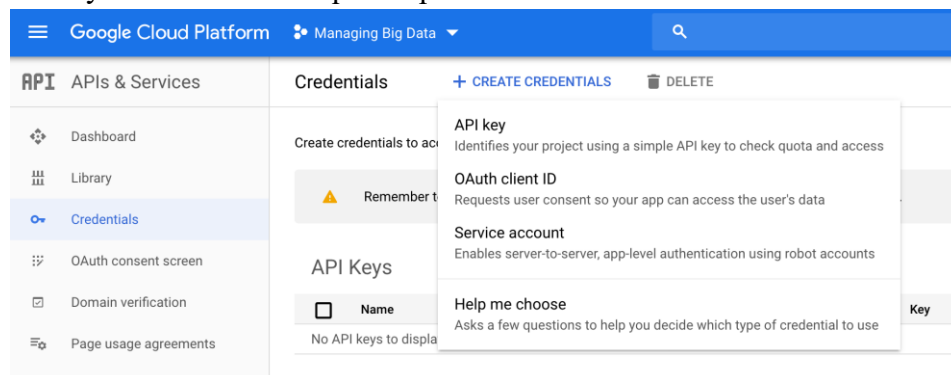 Google Cloud Platform
Managing Big Data
API APIs & Services
Credentials
+ CREATE CREDENTIALS
DELETE
Dashboard
Library
Credentials
OAuth consent screen
Domain verification
Page usage agreements
Create credentials to
Remember
API Keys
Name
Key
No API keys to
API key
Identifies your project using a simple API key to check quota and access
OAuth client ID
Requests user consent so your app can access the user's data
Service account
Enables server-to-server, app-level authentication using robot accounts
Help me choose
Asks a few questions to help you decide which type of credential to use